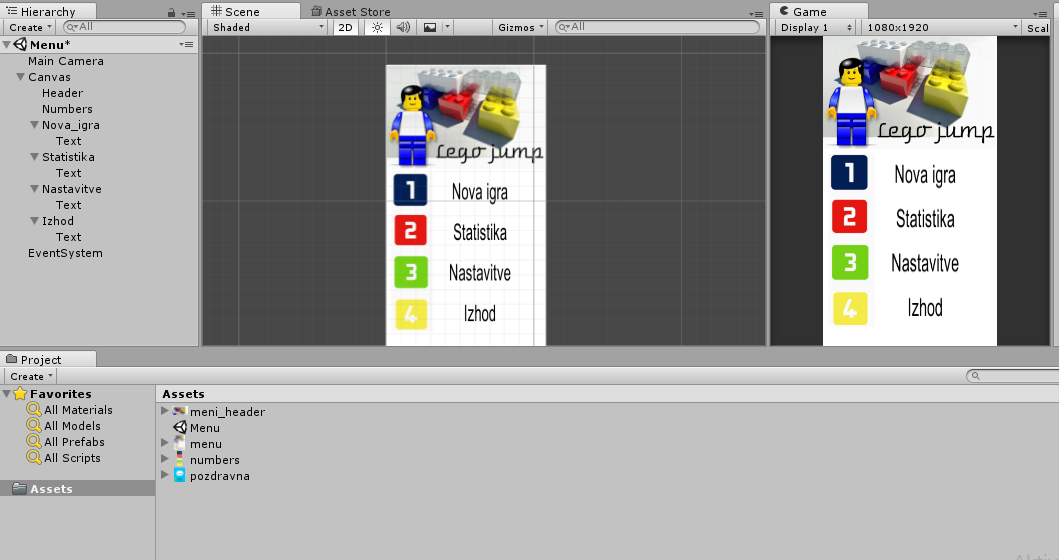 Hierarchy
Create
All
Menu*
Main Camera
Canvas
Header
Numbers
Nova_igra
Text
Statistika
Text
Nastavitve
Text
Izhod
Text
EventSystem
Scene
Asset Store
Shaded
2D
Gizmos
All
Lego jump
1
Nova igra
2
Statistika
3
Nastavitve
4
Izhod
Game
Display 1
1080x1920
Scal
Lego jump
1
Nova igra
2
Statistika
3
Nastavitve
4
Izhod
Project
Create
Favorites
All Materials
All Models
All Prefabs
All Scripts
Assets
Assets
meni_header
Menu
menu
numbers
pozdravna